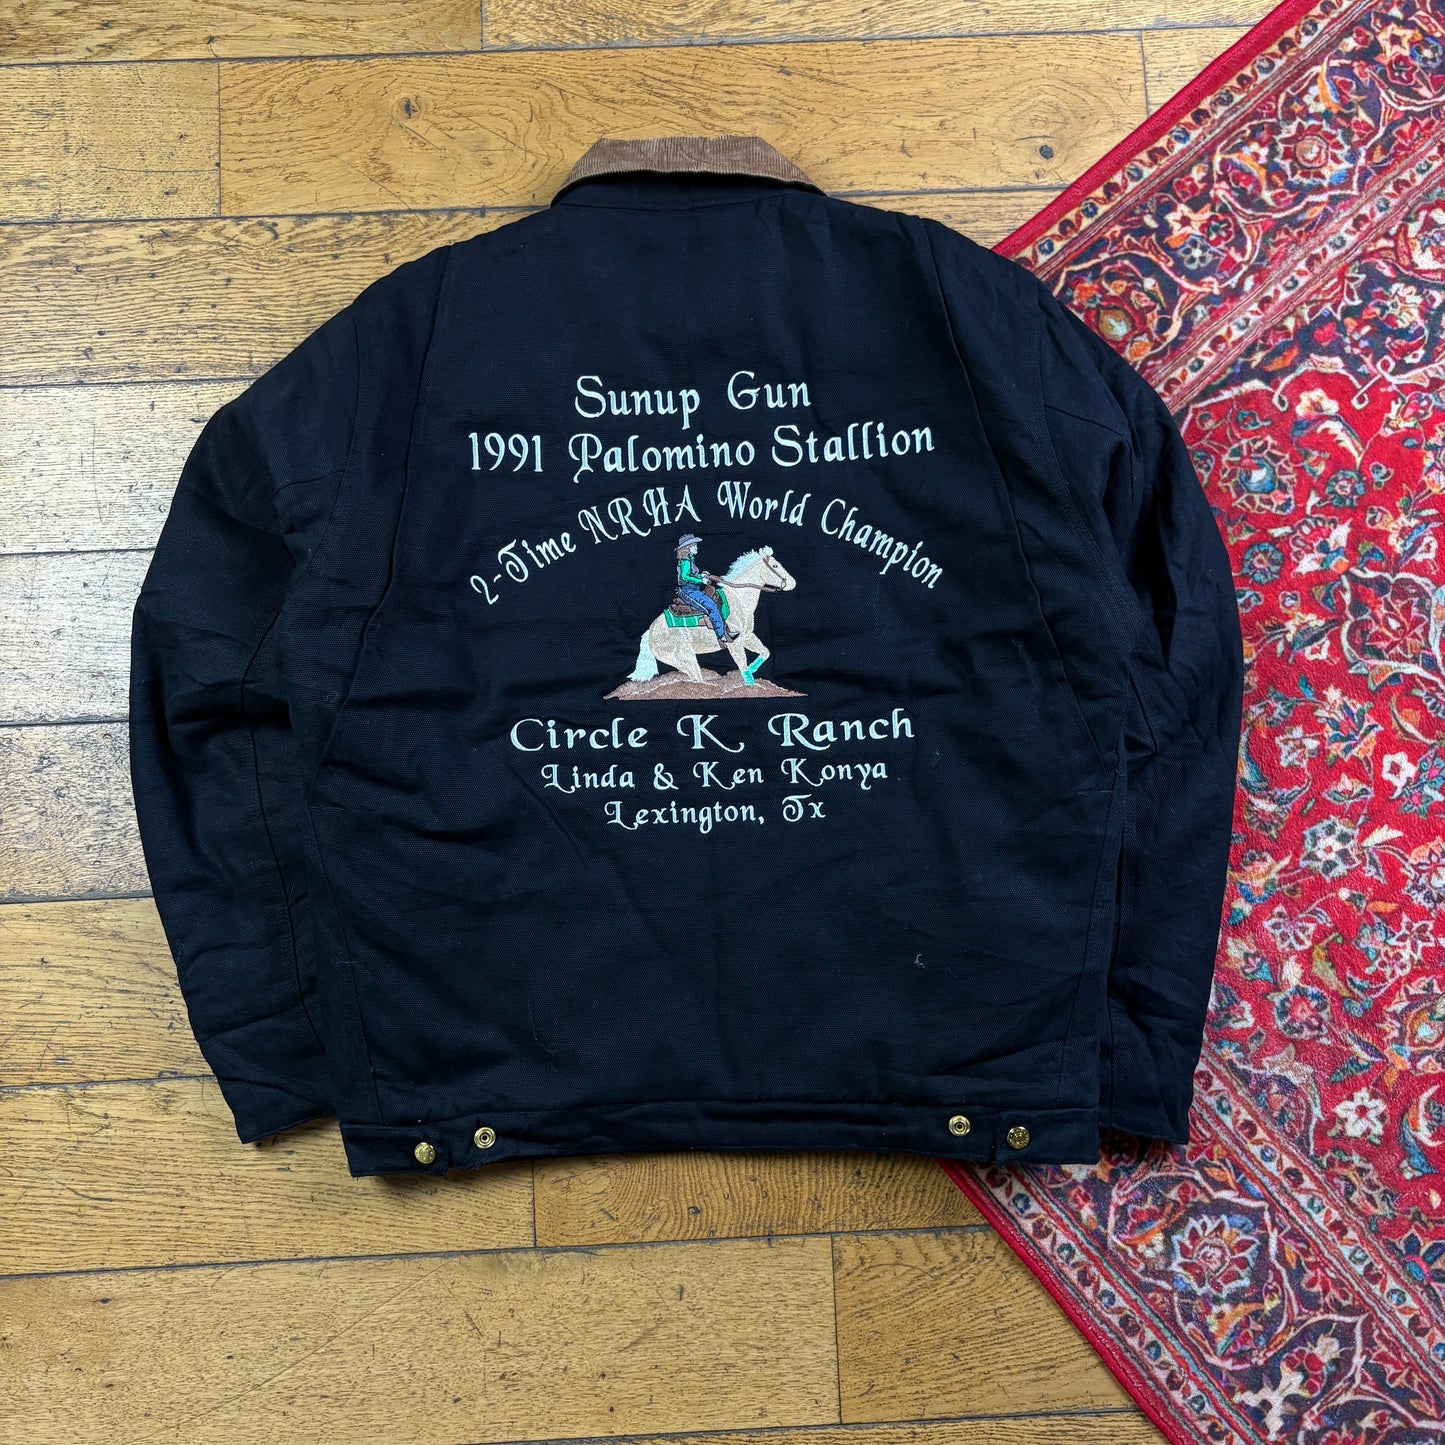 Sunup Gun
1991 Palomino Stallion
2-Time NRHA World Champion
Circle K Ranch
Linda & Ken Konya
Lexington, Tx